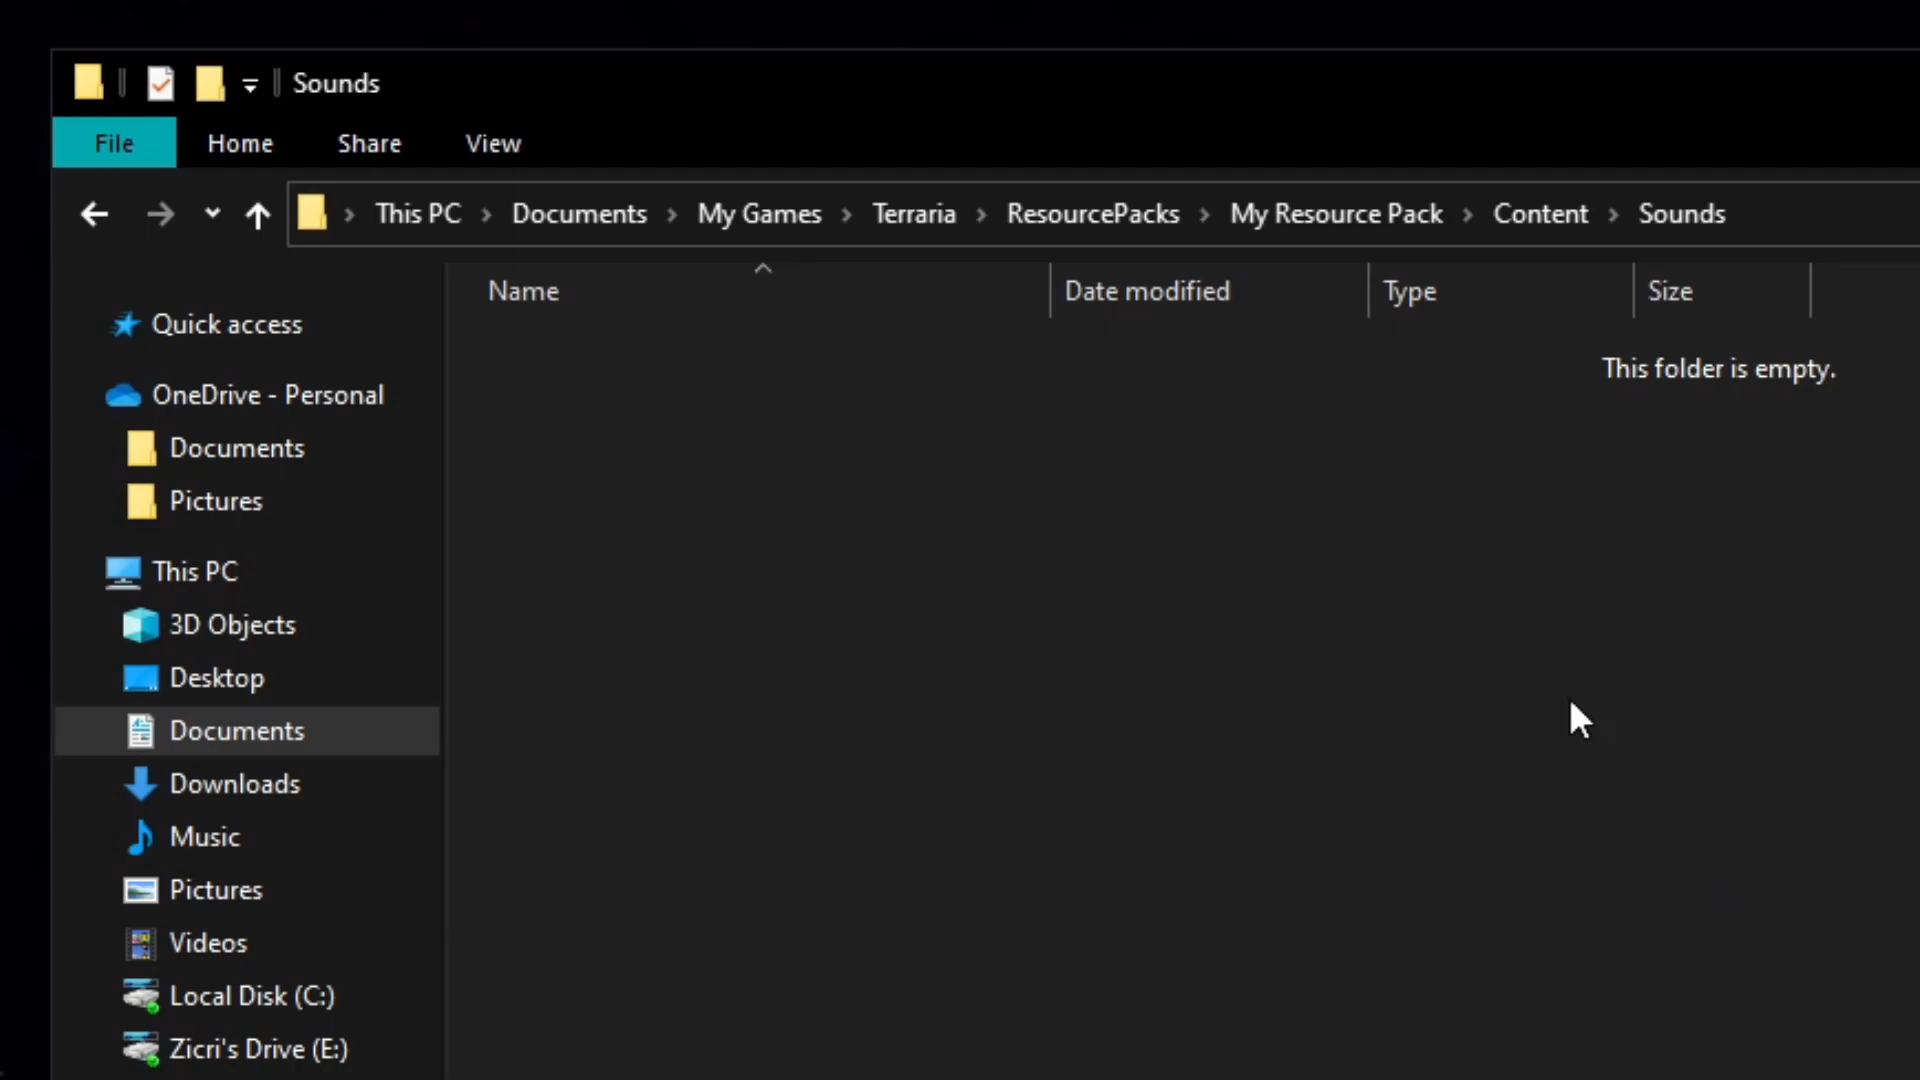 Sounds
File Home Share View
This PC Documents My Games Terraria ResourcePacks My Resource Pack Content Sounds
Name Date modified Type Size
This folder is empty.
Quick access
OneDrive - Personal
Documents
Pictures
This PC
3D Objects
Desktop
Documents
Downloads
Music
Pictures
Videos
Local Disk (C:)
Zicri's Drive (E:)